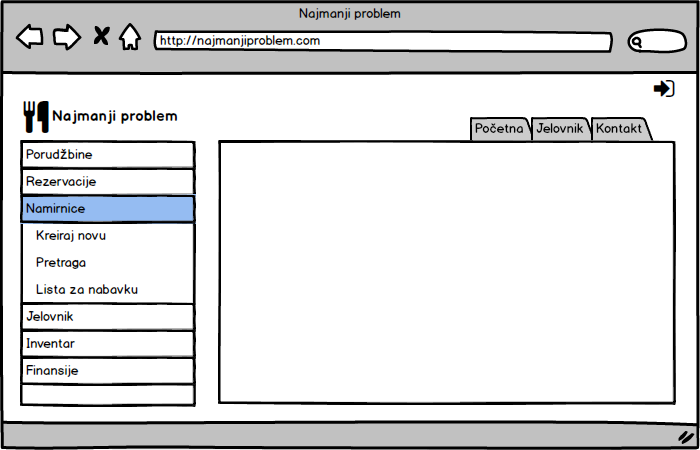 Najmanji problem
http://najmanjiproblem.com
Najmanji problem
Početna Jelovnik Kontakt
Porudžbine
Rezervacije
Namirnice
Kreiraj novu
Pretraga
Lista za nabavku
Jelovnik
Inventar
Finansije